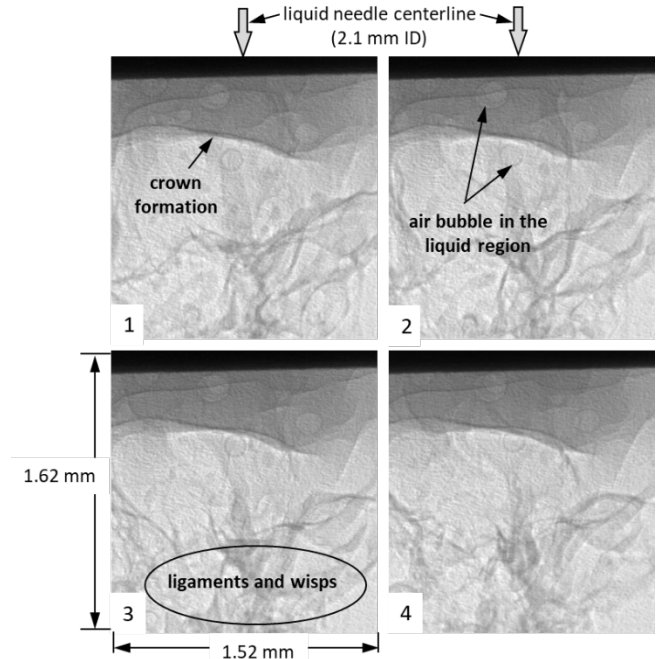 liquid needle centerline
(2.1 mm ID)
crown
formation
1
air bubble in the
liquid region
2
1.62 mm
ligaments and wisps
3
4
1.52 mm